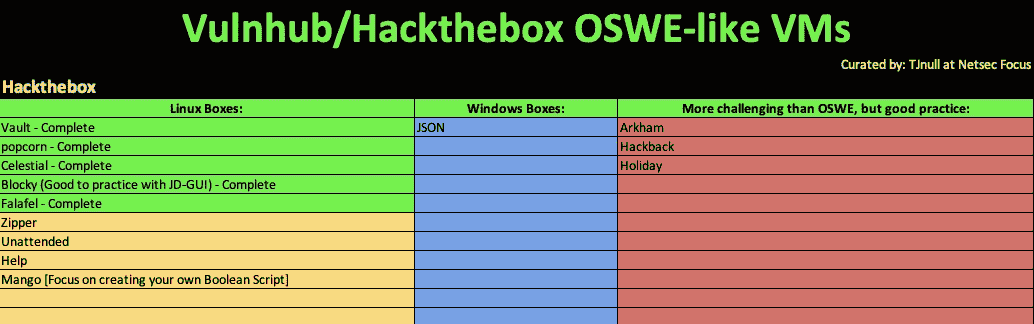 Vulnhub/Hackthebox OSWE-like VMs
Curated by: TJnull at Netsec Focus
Hackthebox
Linux Boxes: Windows Boxes: More challenging than OSWE, but good practice:
Vault - Complete JSON Arkham
popcorn - Complete Hackback
Celestial - Complete Holiday
Blocky (Good to practice with JD-GUI) - Complete
Falafel - Complete
Zipper
Unattended
Help
Mango [Focus on creating your own Boolean Script]